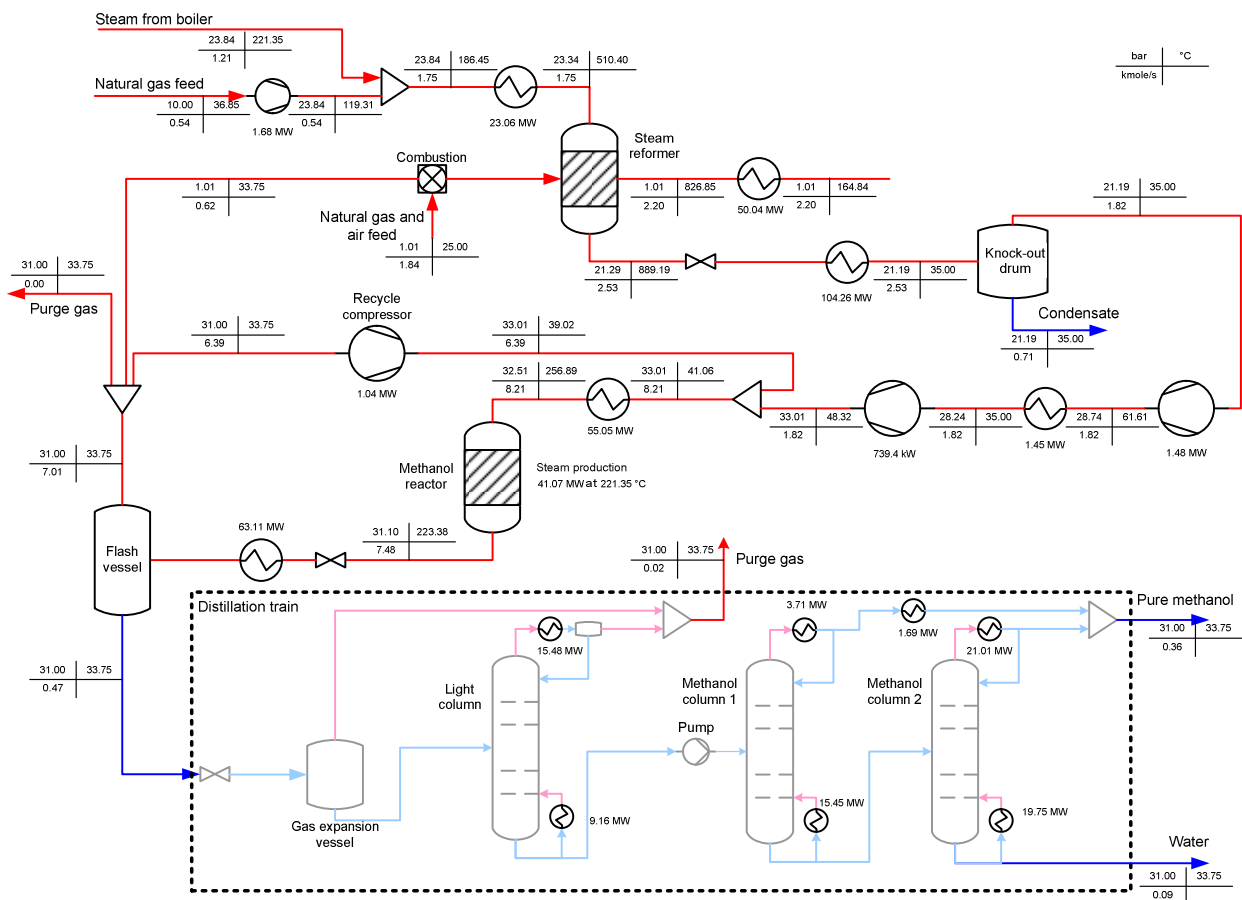 Steam from boiler
23.84 221.35
1.21
Natural gas feed
10.00 36.85
0.54
1.68 MW
23.84 119.31
0.54
23.84 186.45
1.75
23.06 MW
23.34 510.40
1.75
bar °C
kmole/s
Steam
reformer
Combustion
1.01 33.75
0.62
Natural gas and
air feed
1.01 25.00
1.84
1.01 826.85
2.20
50.04 MW
1.01 164.84
2.20
21.19 35.00
1.82
21.29 889.19
2.53
104.26 MW
21.19 35.00
2.53
Knock-out
drum
Condensate
21.19 35.00
0.71
31.00 33.75
0.00
Purge gas
31.00 33.75
6.39
Recycle
compressor
1.04 MW
33.01 39.02
6.39
32.51 256.89
8.21
55.05 MW
33.01 41.06
8.21
33.01 48.32
1.82
739.4 kW
28.24 35.00
1.82
1.45 MW
28.74 61.61
1.82
1.48 MW
31.00 33.75
7.01
Methanol
reactor
Steam production
41.07 MW at 221.35 °C
Flash
vessel
63.11 MW
31.10 223.38
7.48
31.00 33.75
0.02
Purge gas
Distillation train
31.00 33.75
0.47
Gas expansion
vessel
Light
column
15.48 MW
9.16 MW
Pump
Methanol
column 1
3.71 MW
15.45 MW
1.69 MW
Methanol
column 2
21.01 MW
19.75 MW
Pure methanol
31.00 33.75
0.36
Water
31.00 33.75
0.09